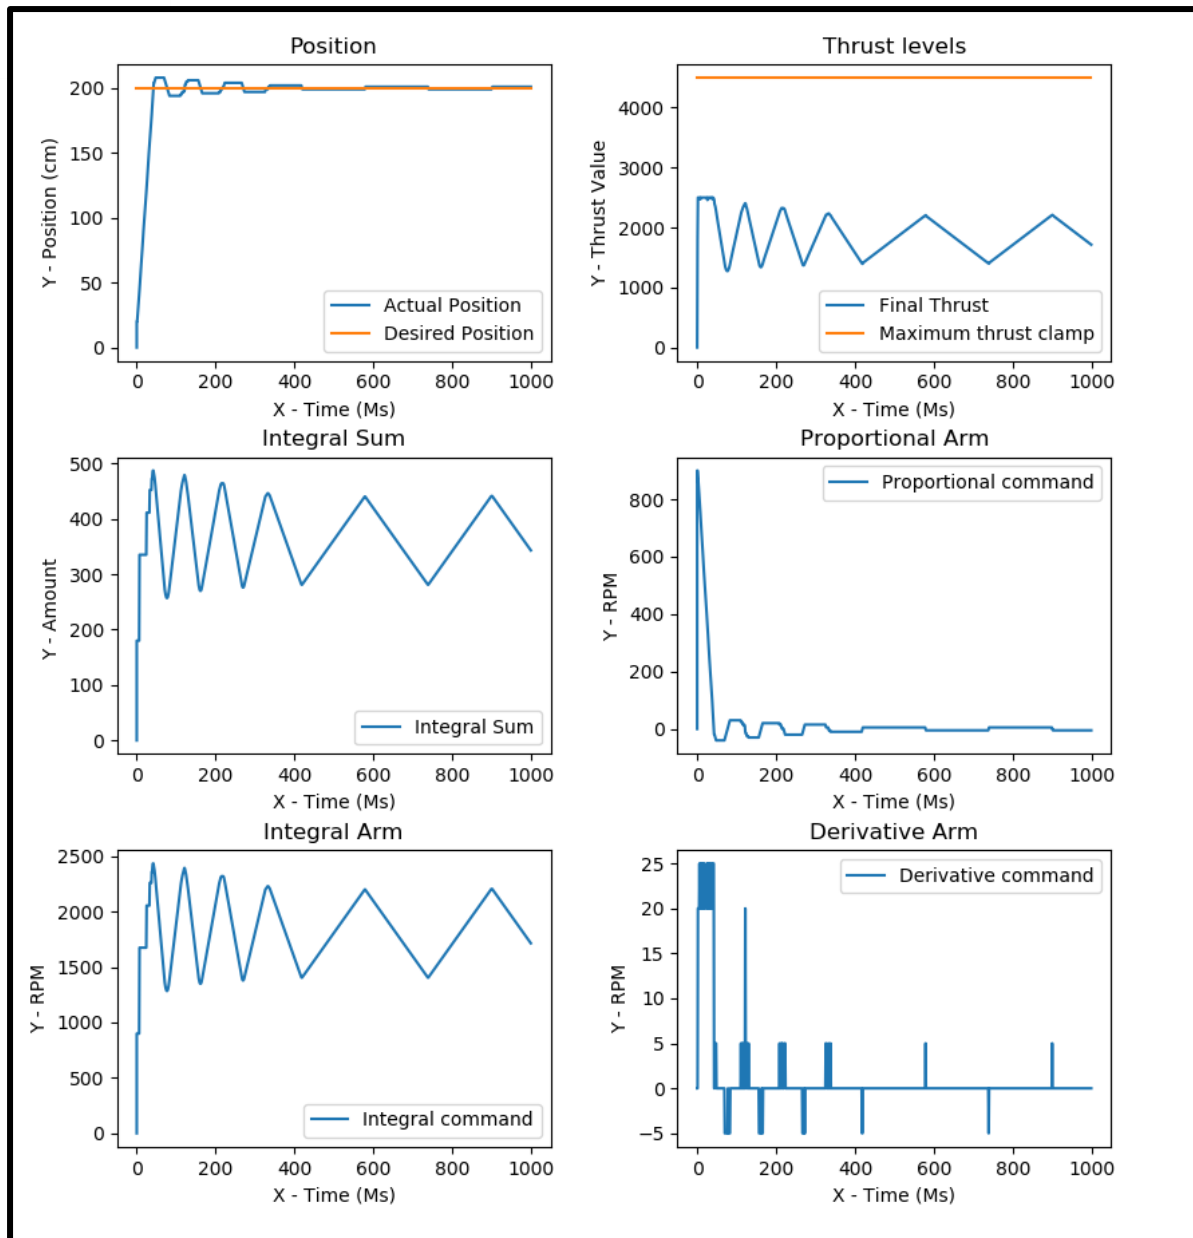 Position
200
150
100
50
0
Y - Position (cm)
Actual Position
Desired Position
0 200 400 600 800 1000
X - Time (Ms)
Thrust levels
4000
3000
2000
1000
0
Y - Thrust Value
Final Thrust
Maximum thrust clamp
0 200 400 600 800 1000
X - Time (Ms)
Integral Sum
500
400
300
200
100
0
Y - Amount
Integral Sum
0 200 400 600 800 1000
X - Time (Ms)
Proportional Arm
800
600
400
200
0
Y - RPM
Proportional command
0 200 400 600 800 1000
X - Time (Ms)
Integral Arm
2500
2000
1500
1000
500
0
Y - RPM
Integral command
0 200 400 600 800 1000
X - Time (Ms)
Derivative Arm
25
20
15
10
5
0
−5
Y - RPM
Derivative command
0 200 400 600 800 1000
X - Time (Ms)